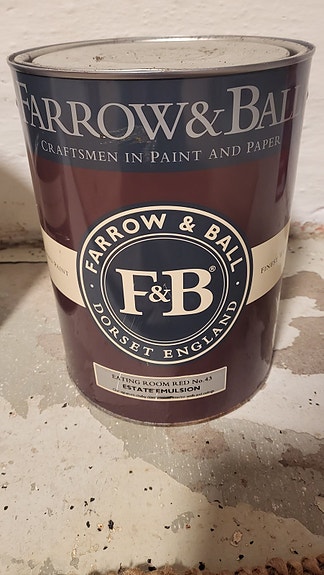 FARROW & BALL
CRAFTSMEN IN PAINT AND PAPER
FARROW & BALL
F&B®
DORSET ENGLAND
EATING ROOM RED No. 43
ESTATE EMULSION